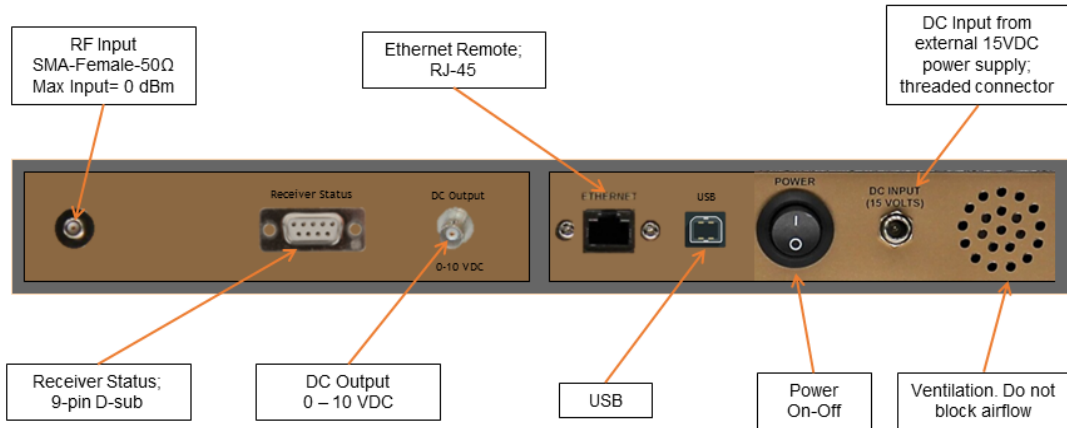 RF Input
SMA-Female-50Ω
Max Input= 0 dBm
Ethernet Remote;
RJ-45
DC Input from
external 15VDC
power supply;
threaded connector
Receiver Status
DC Output
0-10 VDC
ETHERNET
USB
POWER
I
O
DC INPUT
(15 VOLTS)
Receiver Status;
9-pin D-sub
DC Output
0 – 10 VDC
USB
Power
On-Off
Ventilation. Do not
block airflow